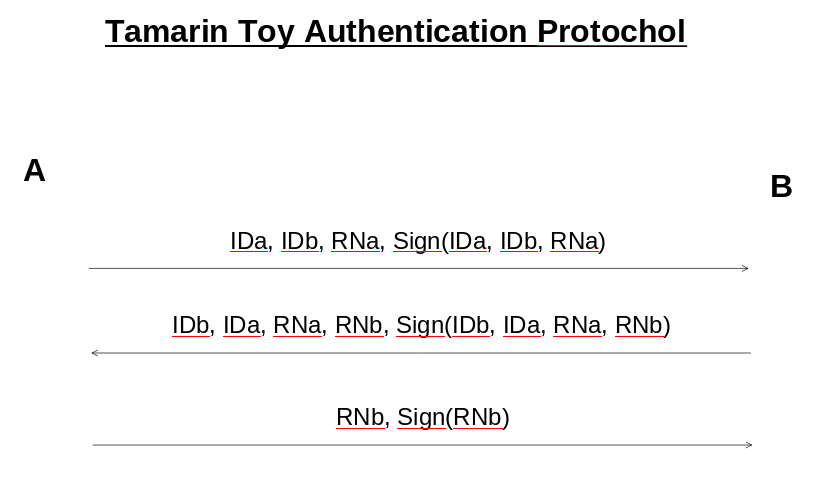 Tamarin Toy Authentication Protochol
A
B
IDa, IDb, RNa, Sign(IDa, IDb, RNa)
IDb, IDa, RNa, RNb, Sign(IDb, IDa, RNa, RNb)
RNb, Sign(RNb)